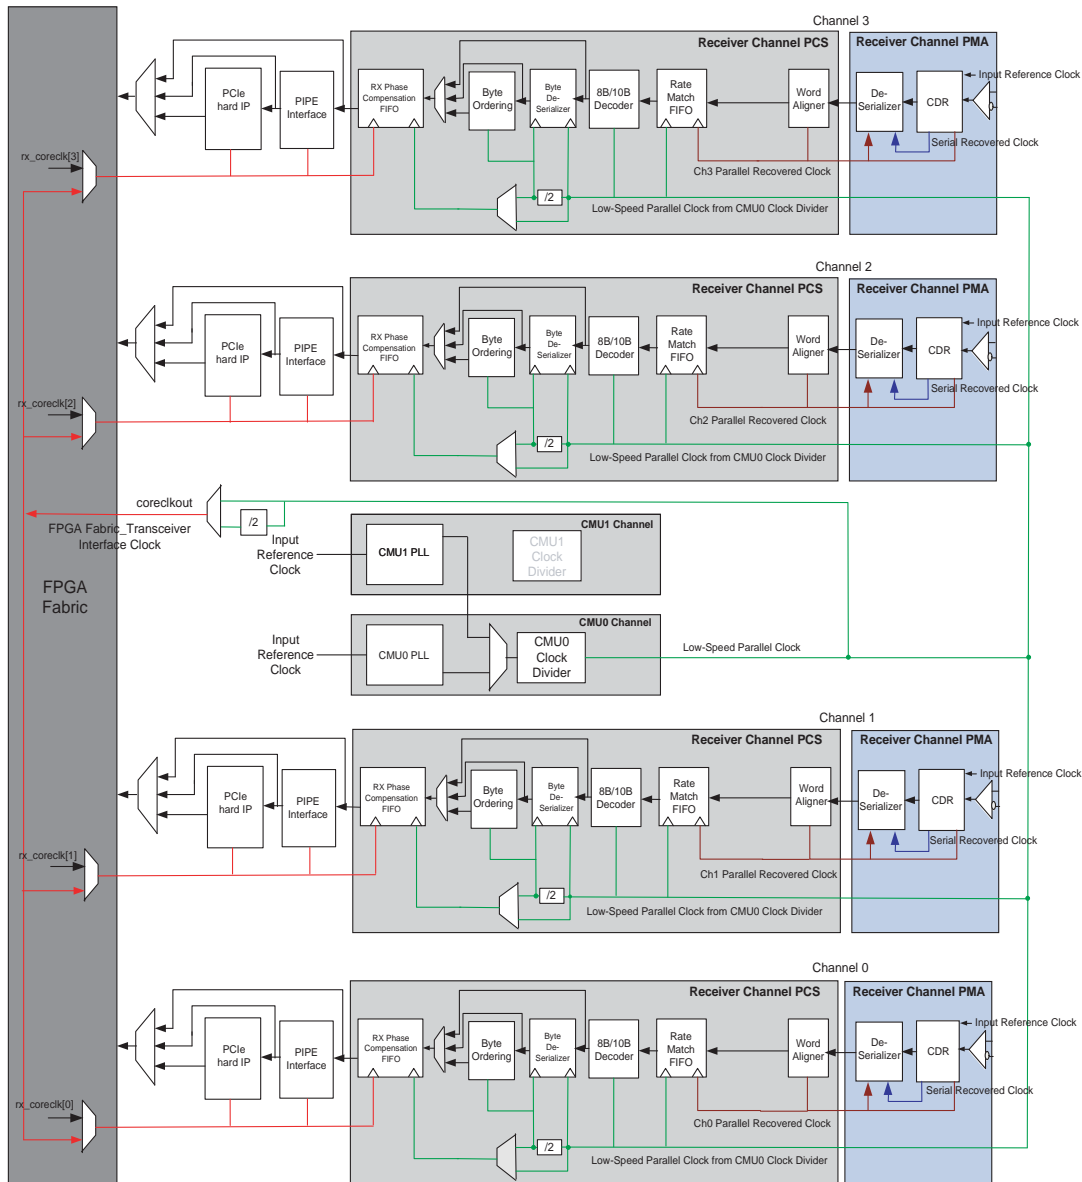 Channel 3
Receiver Channel PCS
Receiver Channel PMA
PCIe
hard IP
PIPE
Interface
RX Phase
Compensation
FIFO
Byte
Ordering
Byte
De-
Serializer
8B/10B
Decoder
Rate
Match
FIFO
Word
Aligner
De-
Serializer
CDR
Input Reference Clock
Serial Recovered Clock
rx_coreclk[3]
Ch3 Parallel Recovered Clock
/2
Low-Speed Parallel Clock from CMU0 Clock Divider
Channel 2
Receiver Channel PCS
Receiver Channel PMA
PCIe
hard IP
PIPE
Interface
RX Phase
Compensation
FIFO
Byte
Ordering
Byte
De-
Serializer
8B/10B
Decoder
Rate
Match
FIFO
Word
Aligner
De-
Serializer
CDR
Input Reference Clock
Serial Recovered Clock
rx_coreclk[2]
Ch2 Parallel Recovered Clock
/2
Low-Speed Parallel Clock from CMU0 Clock Divider
coreclkout
/2
FPGA Fabric_Transceiver
Interface Clock
FPGA
Fabric
Input
Reference
Clock
CMU1 Channel
CMU1 PLL
CMU1
Clock
Divider
Input
Reference
Clock
CMU0 Channel
CMU0 PLL
CMU0
Clock
Divider
Low-Speed Parallel Clock
Channel 1
Receiver Channel PCS
Receiver Channel PMA
PCIe
hard IP
PIPE
Interface
RX Phase
Compensation
FIFO
Byte
Ordering
Byte
De-
Serializer
8B/10B
Decoder
Rate
Match
FIFO
Word
Aligner
De-
Serializer
CDR
Input Reference Clock
Serial Recovered Clock
rx_coreclk[1]
Ch1 Parallel Recovered Clock
/2
Low-Speed Parallel Clock from CMU0 Clock Divider
Channel 0
Receiver Channel PCS
Receiver Channel PMA
PCIe
hard IP
PIPE
Interface
RX Phase
Compensation
FIFO
Byte
Ordering
Byte
De-
Serializer
8B/10B
Decoder
Rate
Match
FIFO
Word
Aligner
De-
Serializer
CDR
Input Reference Clock
Serial Recovered Clock
rx_coreclk[0]
Ch0 Parallel Recovered Clock
/2
Low-Speed Parallel Clock from CMU0 Clock Divider